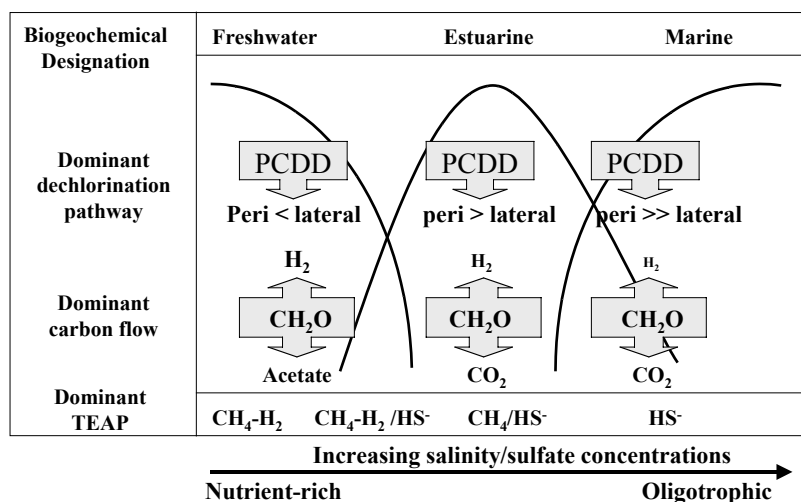 Biogeochemical
Designation
Freshwater Estuarine Marine
Dominant
dechlorination
pathway
PCDD PCDD PCDD
Peri < lateral peri > lateral peri >> lateral
H₂ H₂ H₂
Dominant
carbon flow
CH₂O CH₂O CH₂O
Acetate CO₂ CO₂
Dominant
TEAP
CH₄-H₂ CH₄-H₂ /HS⁻ CH₄/HS⁻ HS⁻
Increasing salinity/sulfate concentrations
Nutrient-rich Oligotrophic